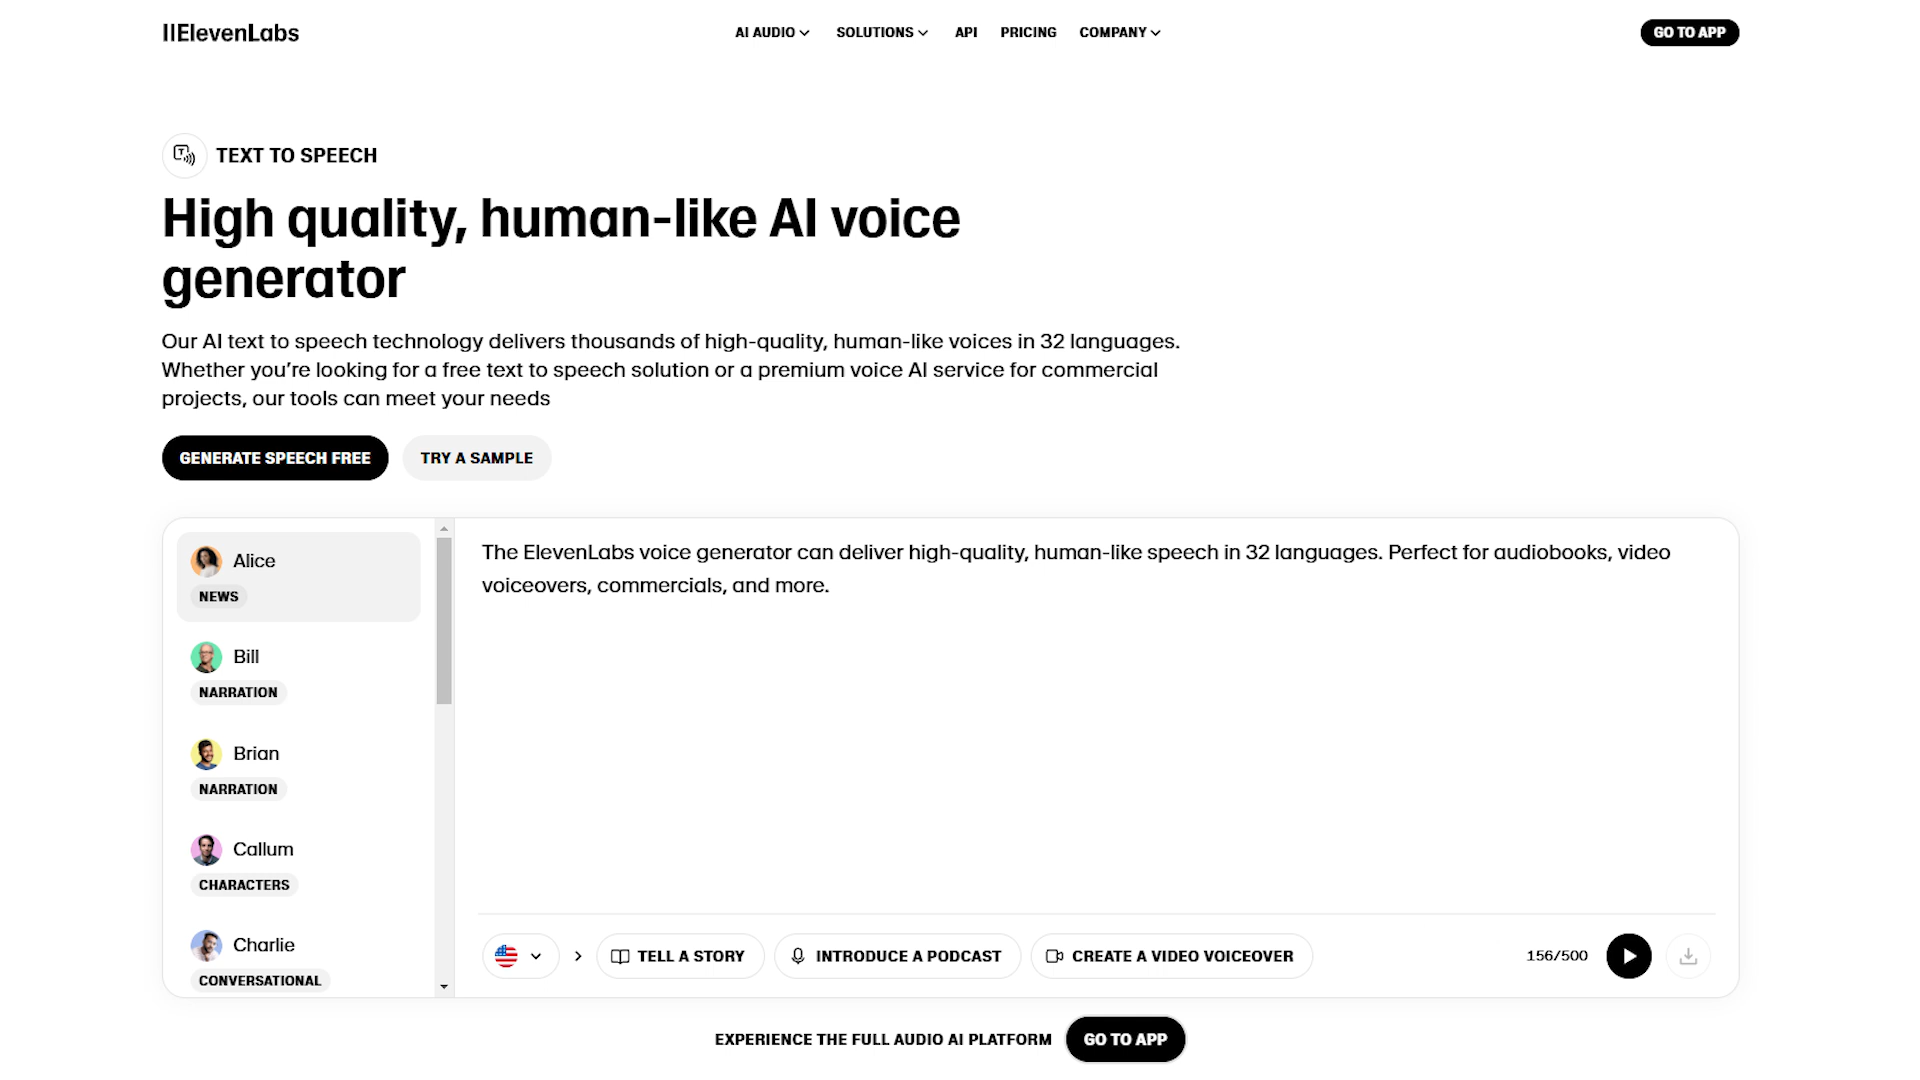 IIElevenLabs
AI AUDIO
SOLUTIONS
API
PRICING
COMPANY
GO TO APP
TEXT TO SPEECH
High quality, human-like AI voice
generator
Our AI text to speech technology delivers thousands of high-quality, human-like voices in 32 languages.
Whether you’re looking for a free text to speech solution or a premium voice AI service for commercial
projects, our tools can meet your needs
GENERATE SPEECH FREE
TRY A SAMPLE
Alice
NEWS
Bill
NARRATION
Brian
NARRATION
Callum
CHARACTERS
Charlie
CONVERSATIONAL
The ElevenLabs voice generator can deliver high-quality, human-like speech in 32 languages. Perfect for audiobooks, video
voiceovers, commercials, and more.
TELL A STORY
INTRODUCE A PODCAST
CREATE A VIDEO VOICEOVER
156/500
EXPERIENCE THE FULL AUDIO AI PLATFORM
GO TO APP